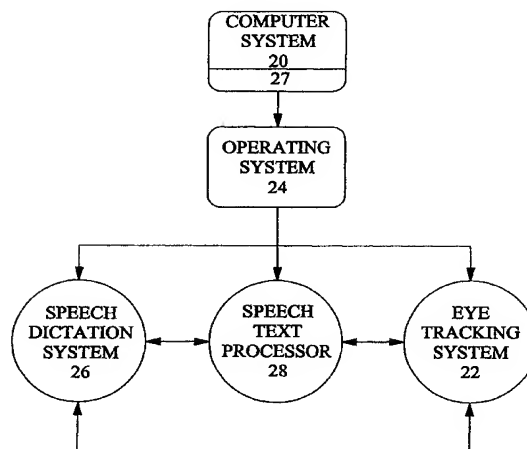 COMPUTER
SYSTEM
20
27
OPERATING
SYSTEM
24
SPEECH
DICTATION
SYSTEM
26
SPEECH
TEXT
PROCESSOR
28
EYE
TRACKING
SYSTEM
22